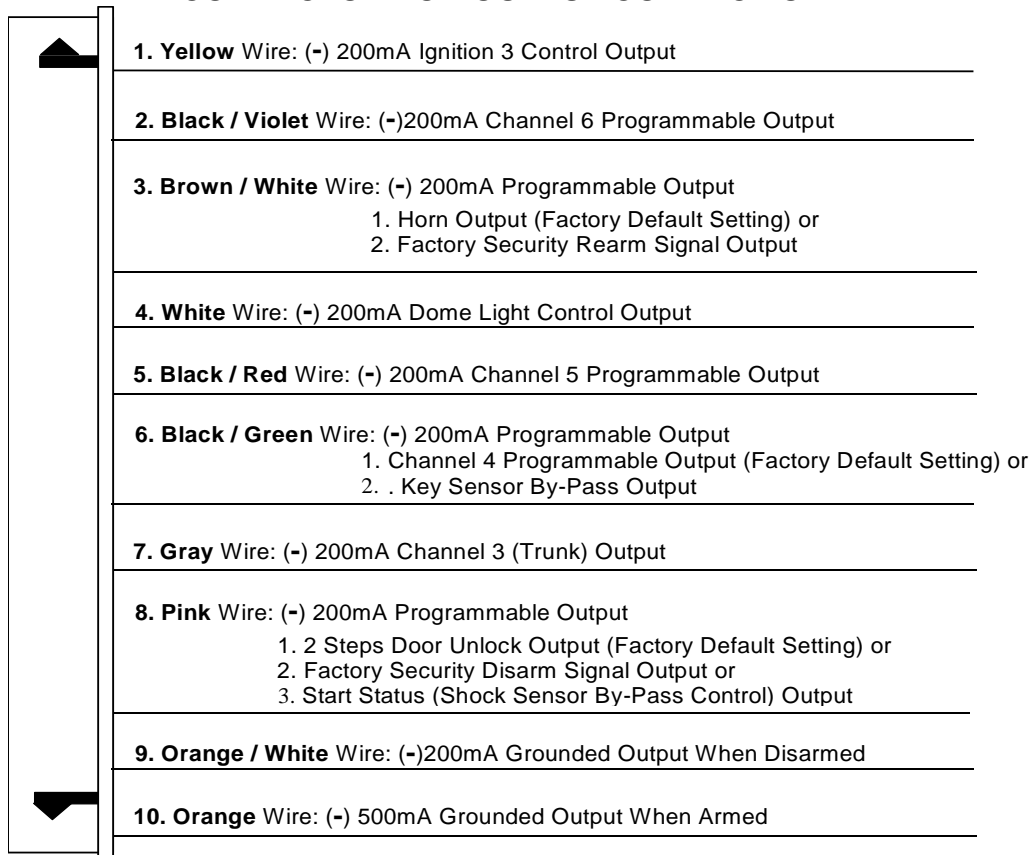 1. Yellow Wire: (-) 200mA Ignition 3 Control Output
2. Black / Violet Wire: (-)200mA Channel 6 Programmable Output
3. Brown / White Wire: (-) 200mA Programmable Output
1. Horn Output (Factory Default Setting) or
2. Factory Security Rearm Signal Output
4. White Wire: (-) 200mA Dome Light Control Output
5. Black / Red Wire: (-) 200mA Channel 5 Programmable Output
6. Black / Green Wire: (-) 200mA Programmable Output
1. Channel 4 Programmable Output (Factory Default Setting) or
2. . Key Sensor By-Pass Output
7. Gray Wire: (-) 200mA Channel 3 (Trunk) Output
8. Pink Wire: (-) 200mA Programmable Output
1. 2 Steps Door Unlock Output (Factory Default Setting) or
2. Factory Security Disarm Signal Output or
3. Start Status (Shock Sensor By-Pass Control) Output
9. Orange / White Wire: (-)200mA Grounded Output When Disarmed
10. Orange Wire: (-) 500mA Grounded Output When Armed